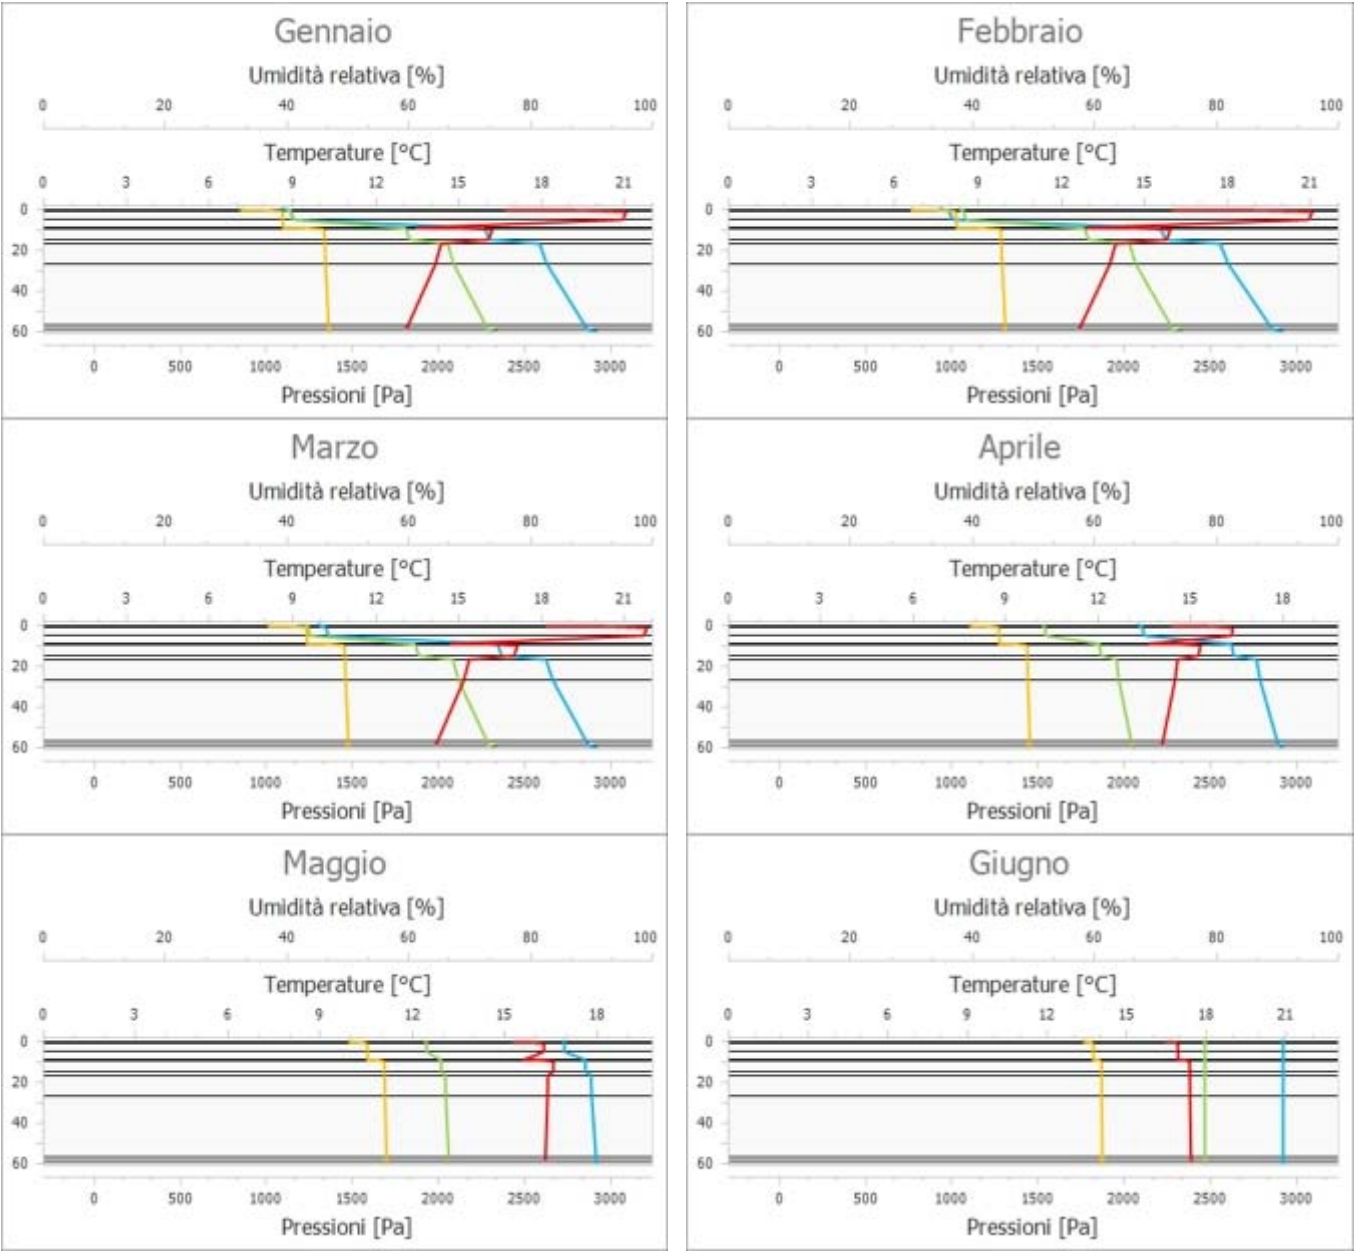 Gennaio
Umidità relativa [%]
0 20 40 60 80 100
Temperature [°C]
0 3 6 9 12 15 18 21
0
20
40
60
0 500 1000 1500 2000 2500 3000
Pressioni [Pa]
Febbraio
Umidità relativa [%]
0 20 40 60 80 100
Temperature [°C]
0 3 6 9 12 15 18 21
0
20
40
60
0 500 1000 1500 2000 2500 3000
Pressioni [Pa]
Marzo
Umidità relativa [%]
0 20 40 60 80 100
Temperature [°C]
0 3 6 9 12 15 18 21
0
20
40
60
0 500 1000 1500 2000 2500 3000
Pressioni [Pa]
Aprile
Umidità relativa [%]
0 20 40 60 80 100
Temperature [°C]
0 3 6 9 12 15 18
0
20
40
60
0 500 1000 1500 2000 2500 3000
Pressioni [Pa]
Maggio
Umidità relativa [%]
0 20 40 60 80 100
Temperature [°C]
0 3 6 9 12 15 18
0
20
40
60
0 500 1000 1500 2000 2500 3000
Pressioni [Pa]
Giugno
Umidità relativa [%]
0 20 40 60 80 100
Temperature [°C]
0 3 6 9 12 15 18 21
0
20
40
60
0 500 1000 1500 2000 2500 3000
Pressioni [Pa]